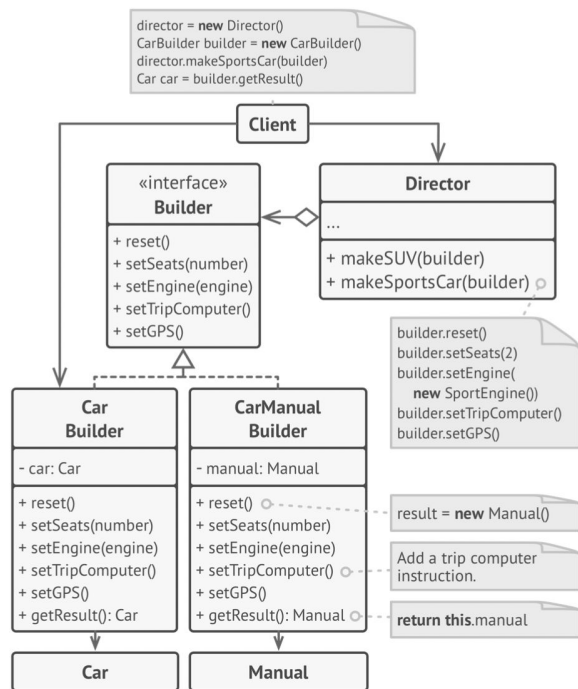 director = new Director()
CarBuilder builder = new CarBuilder()
director.makeSportsCar(builder)
Car car = builder.getResult()
Client
«interface»
Builder
+ reset()
+ setSeats(number)
+ setEngine(engine)
+ setTripComputer()
+ setGPS()
Director
...
+ makeSUV(builder)
+ makeSportsCar(builder)
builder.reset()
builder.setSeats(2)
builder.setEngine(
new SportEngine())
builder.setTripComputer()
builder.setGPS()
Car
Builder
- car: Car
+ reset()
+ setSeats(number)
+ setEngine(engine)
+ setTripComputer()
+ setGPS()
+ getResult(): Car
CarManual
Builder
- manual: Manual
+ reset()
+ setSeats(number)
+ setEngine(engine)
+ setTripComputer()
+ setGPS()
+ getResult(): Manual
result = new Manual()
Add a trip computer
instruction.
return this.manual
Car
Manual